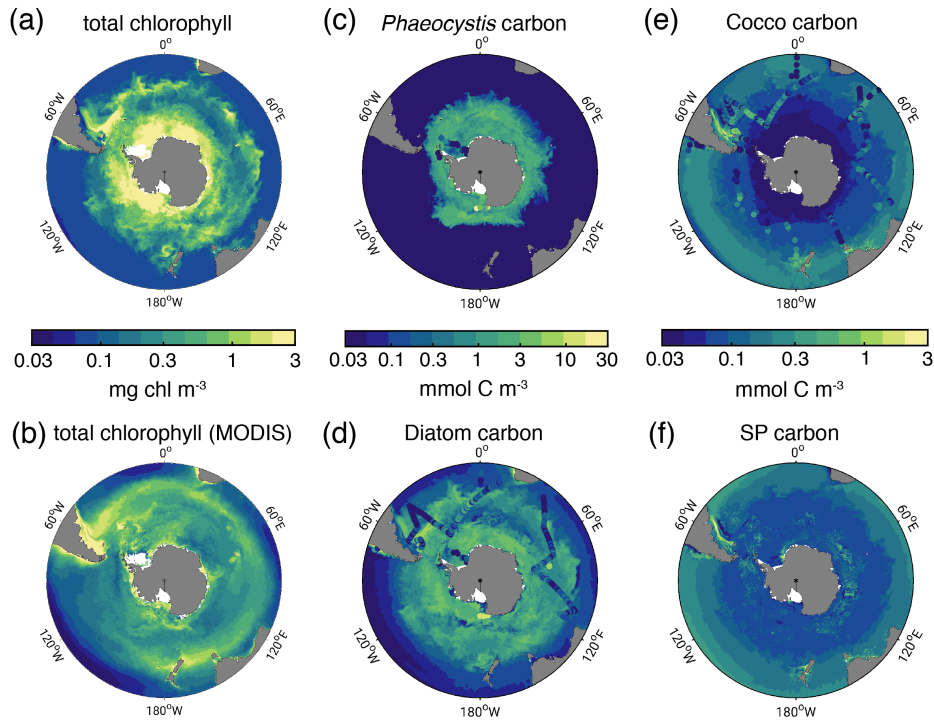 (a) total chlorophyll
0°
60°W
60°E
120°W
120°E
180°W
(c) Phaeocystis carbon
0°
180°W
(e) Cocco carbon
0°
60°W
60°E
120°W
120°E
180°W
0.03 0.1 0.3 1 3
mg chl m-3
0.03 0.1 0.3 1 3 10 30
mmol C m-3
0.03 0.1 0.3 1 3
mmol C m-3
(b) total chlorophyll (MODIS)
0°
60°W
60°E
120°W
120°E
180°W
(d) Diatom carbon
0°
60°W
60°E
120°W
120°E
180°W
(f) SP carbon
0°
60°W
60°E
120°W
120°E
180°W